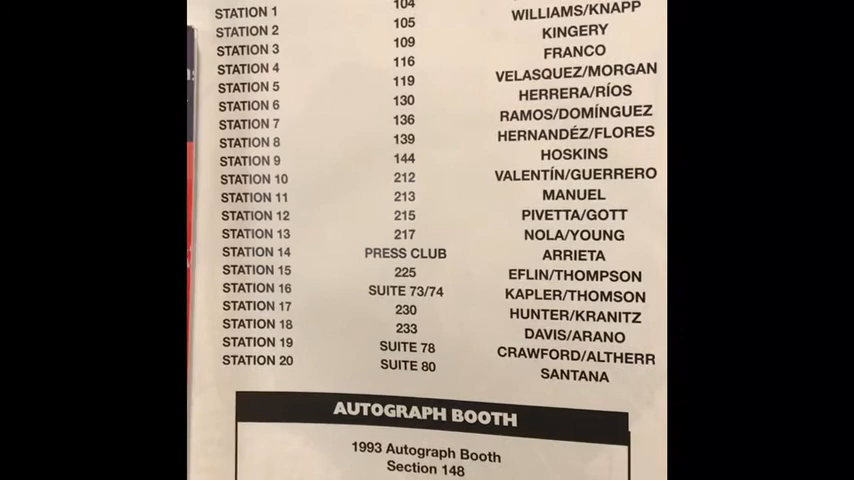 STATION 1 104
STATION 2 105 WILLIAMS/KNAPP
STATION 3 109 KINGERY
STATION 4 116 FRANCO
STATION 5 119 VELASQUEZ/MORGAN
STATION 6 130 HERRERA/RÍOS
STATION 7 136 RAMOS/DOMÍNGUEZ
STATION 8 139 HERNANDÉZ/FLORES
STATION 9 144 HOSKINS
STATION 10 212 VALENTÍN/GUERRERO
STATION 11 213 MANUEL
STATION 12 215 PIVETTA/GOTT
STATION 13 217 NOLA/YOUNG
STATION 14 PRESS CLUB ARRIETA
STATION 15 225 EFLIN/THOMPSON
STATION 16 SUITE 73/74 KAPLER/THOMSON
STATION 17 230 HUNTER/KRANITZ
STATION 18 233 DAVIS/ARANO
STATION 19 SUITE 78 CRAWFORD/ALTHERR
STATION 20 SUITE 80 SANTANA
AUTOGRAPH BOOTH
1993 Autograph Booth
Section 148